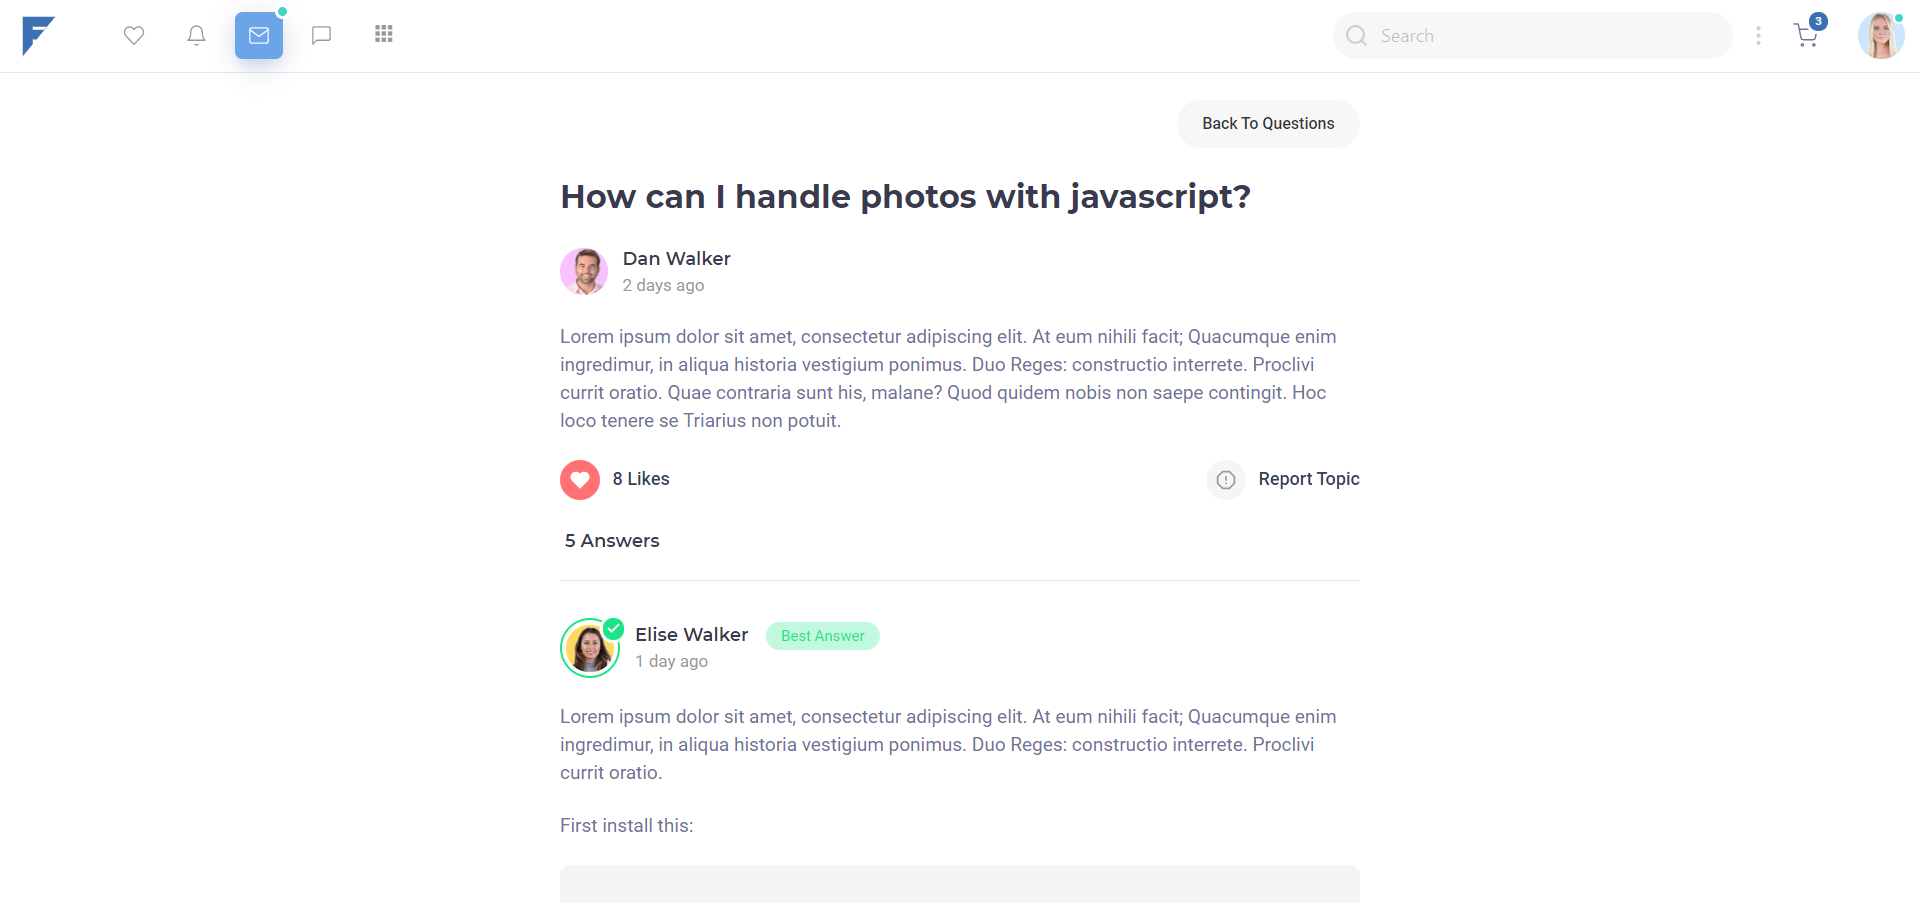 Search
3
Back To Questions
How can I handle photos with javascript?
Dan Walker
2 days ago
Lorem ipsum dolor sit amet, consectetur adipiscing elit. At eum nihili facit; Quacumque enim
ingredimur, in aliqua historia vestigium ponimus. Duo Reges: constructio interrete. Proclivi
currit oratio. Quae contraria sunt his, malane? Quod quidem nobis non saepe contingit. Hoc
loco tenere se Triarius non potuit.
8 Likes
Report Topic
5 Answers
Elise Walker
Best Answer
1 day ago
Lorem ipsum dolor sit amet, consectetur adipiscing elit. At eum nihili facit; Quacumque enim
ingredimur, in aliqua historia vestigium ponimus. Duo Reges: constructio interrete. Proclivi
currit oratio.
First install this: